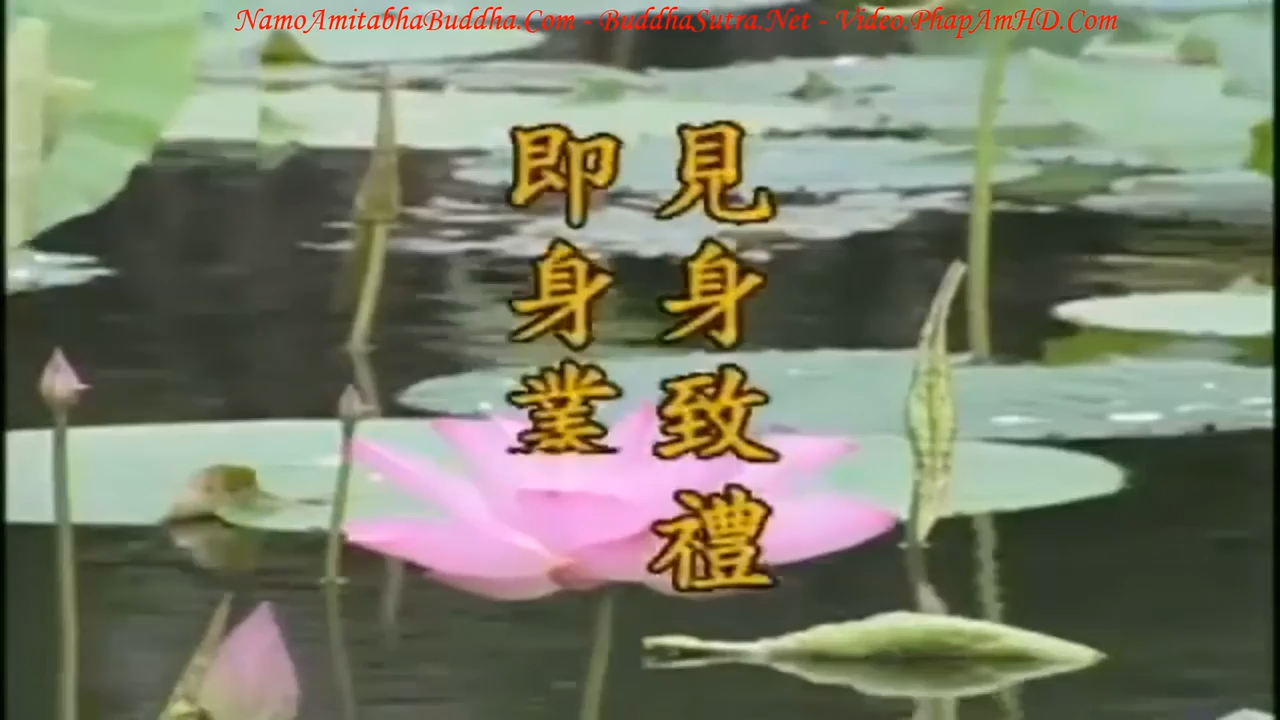 NamoAmitabhaBuddha.Com - BuddhaSutra.Net - Video.PhapAmHD.Com
見身致禮
即身業